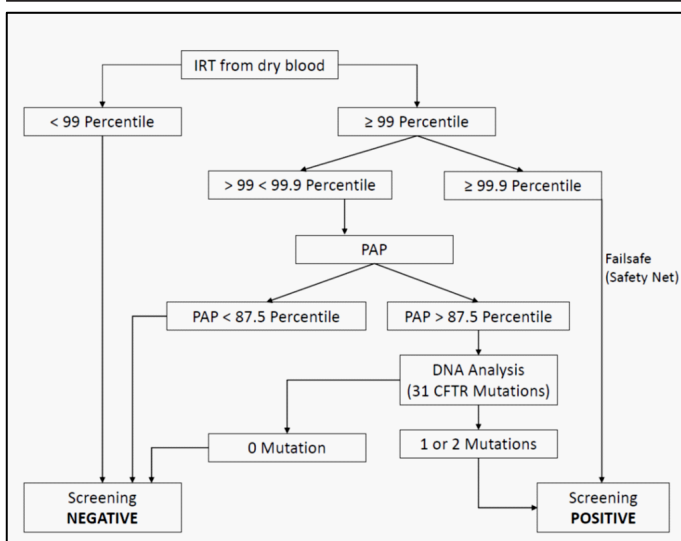 IRT from dry blood
< 99 Percentile
≥ 99 Percentile
> 99 < 99.9 Percentile
≥ 99.9 Percentile
PAP
Failsafe
(Safety Net)
PAP < 87.5 Percentile
PAP > 87.5 Percentile
DNA Analysis
(31 CFTR Mutations)
0 Mutation
1 or 2 Mutations
Screening
NEGATIVE
Screening
POSITIVE